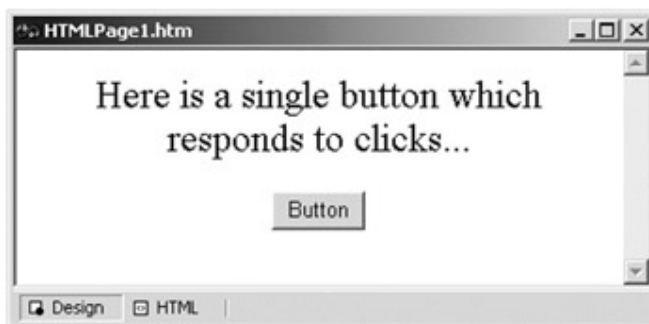 HTMLPage1.htm
Here is a single button which
responds to clicks...
Button
Design HTML